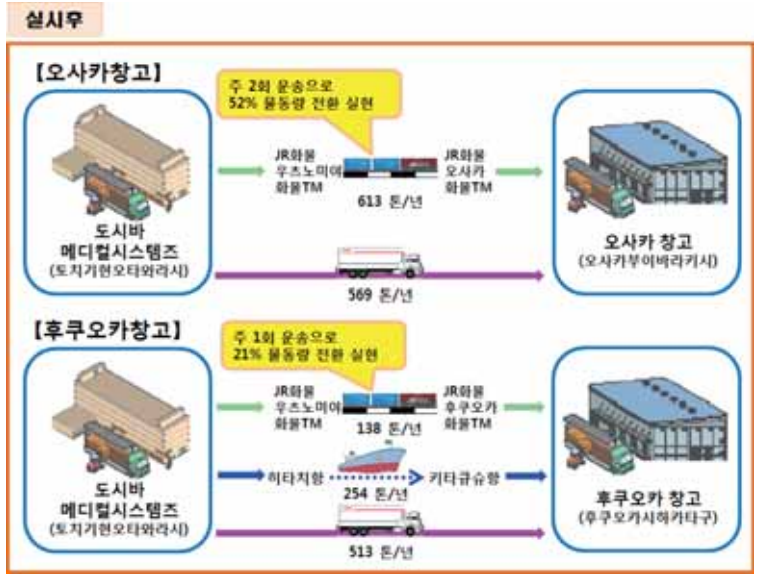 실시후
【오사카창고】
주 2회 운송으로
52% 물동량 전환 실현
JR화물
우츠노미야
화물TM
613 톤/년
JR화물
오사카
화물TM
도시바
메디컬시스템즈
(토치기현오타와라시)
569 톤/년
오사카 창고
(오사카부이바라키시)
【후쿠오카창고】
주 1회 운송으로
21% 물동량 전환 실현
JR화물
우츠노미야
화물TM
138 톤/년
JR화물
후쿠오카
화물TM
히타치항
254 톤/년
키타큐슈항
도시바
메디컬시스템즈
(토치기현오타와라시)
513 톤/년
후쿠오카 창고
(후쿠오카시하카타구)